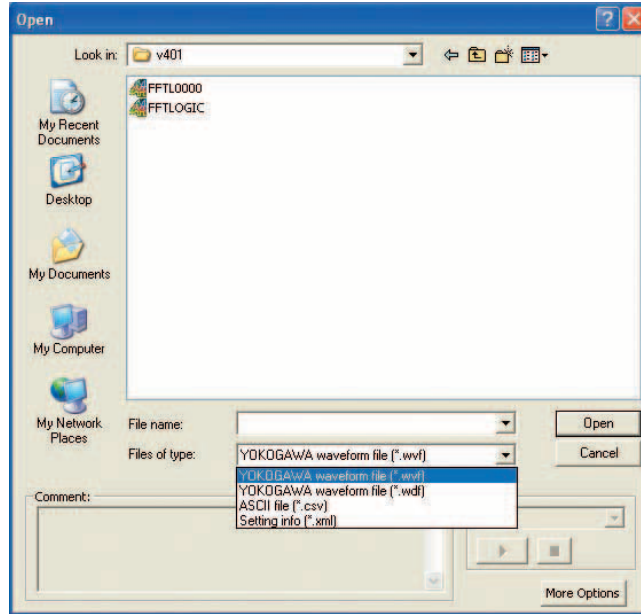 Open
Look in:
v401
FFTL0000
FFTLOGIC
My Recent
Documents
Desktop
My Documents
My Computer
My Network
Places
File name:
Open
Files of type:
YOKOGAWA waveform file (*.wvf)
Cancel
YOKOGAWA waveform file (*.wvf)
YOKOGAWA waveform file (*.wdf)
ASCII file (*.csv)
Setting info (*.xml)
Comment:
More Options